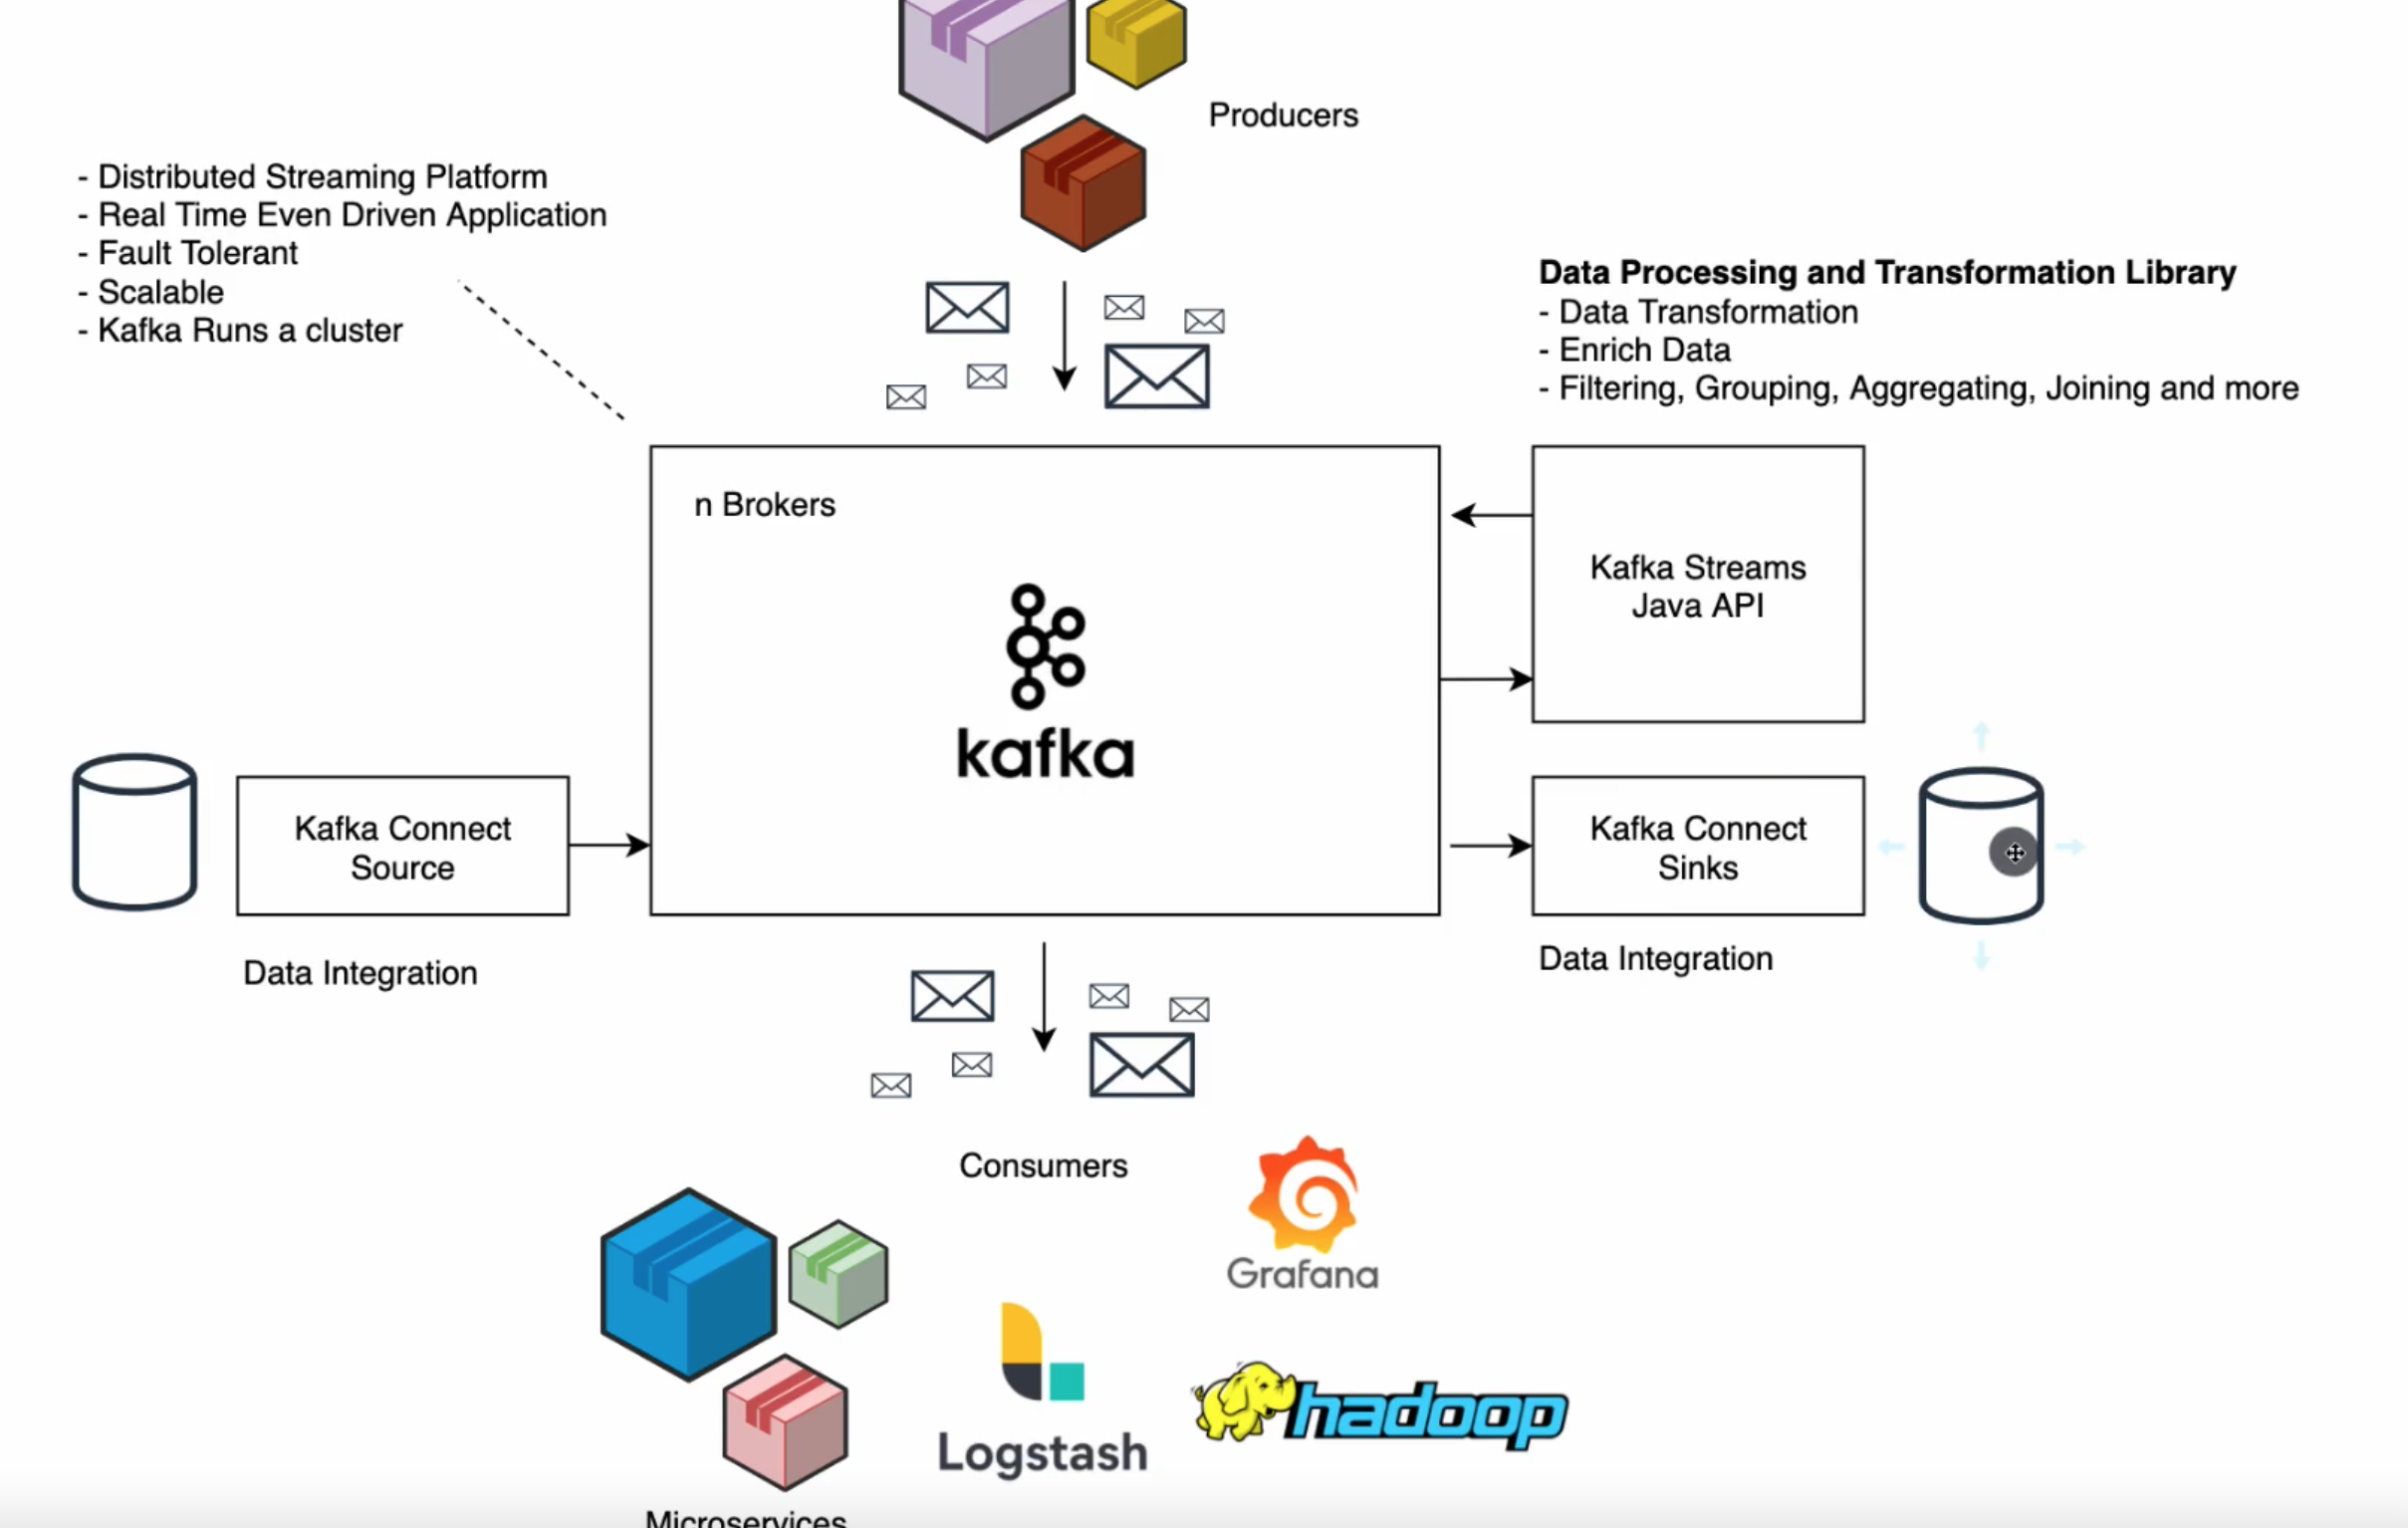 Producers
- Distributed Streaming Platform
- Real Time Even Driven Application
- Fault Tolerant
- Scalable
- Kafka Runs a cluster
Data Processing and Transformation Library
- Data Transformation
- Enrich Data
- Filtering, Grouping, Aggregating, Joining and more
n Brokers
kafka
Kafka Streams
Java API
Kafka Connect
Source
Data Integration
Kafka Connect
Sinks
Data Integration
Consumers
Grafana
Logstash
hadoop
Microservices